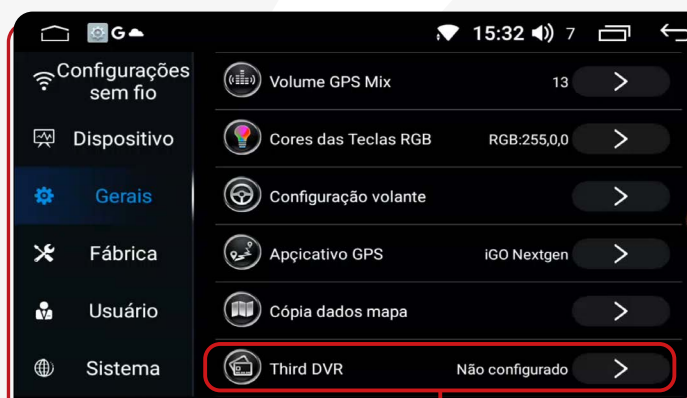 G 15:32 7
Configurações
sem fio
Dispositivo
Gerais
Fábrica
Usuário
Sistema
Volume GPS Mix 13
Cores das Teclas RGB RGB:255,0,0
Configuração volante
Apçicativo GPS iGO Nextgen
Cópia dados mapa
Third DVR Não configurado